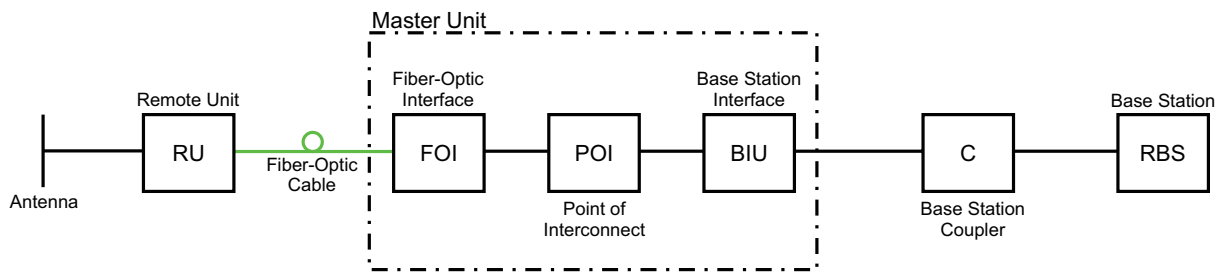 Master Unit
Fiber-Optic
Interface
Base Station
Interface
Remote Unit
Base Station
RU
FOI
POI
BIU
C
RBS
Fiber-Optic
Cable
Antenna
Point of
Interconnect
Base Station
Coupler